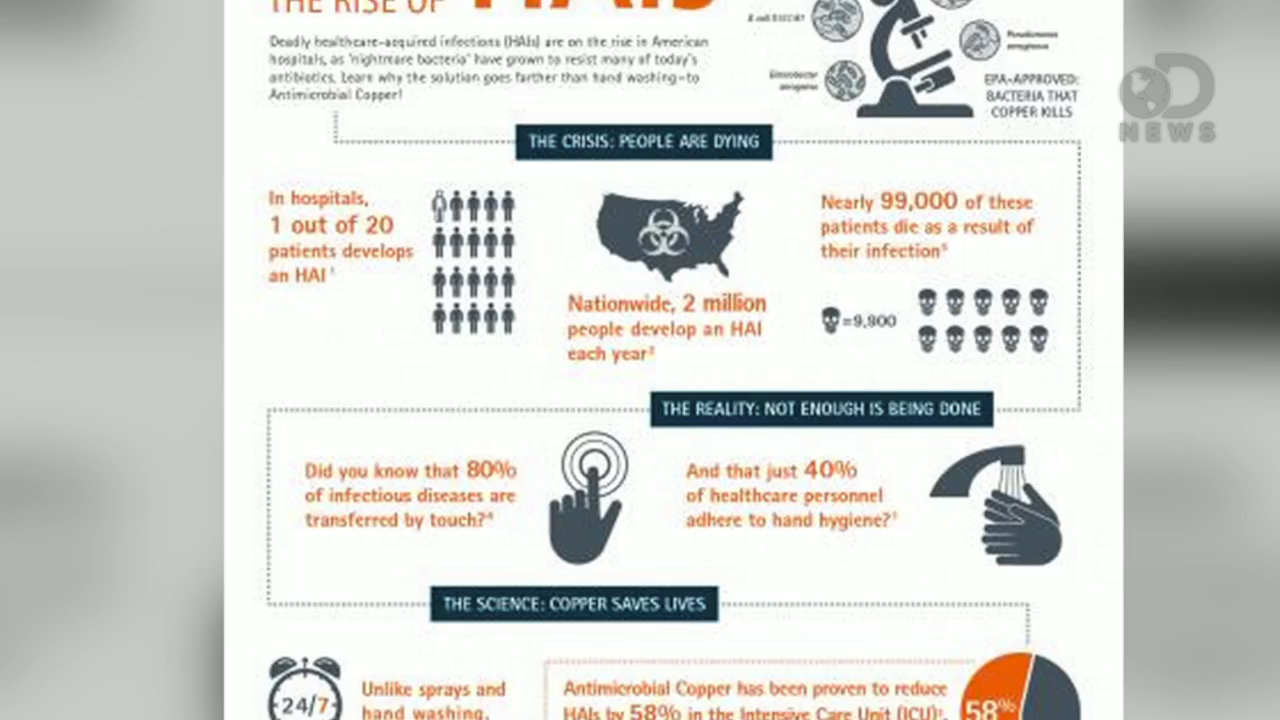 THE RISE OF HAIs
Deadly healthcare-acquired infections (HAIs) are on the rise in American
hospitals, as 'nightmare bacteria' have grown to resist many of today's
antibiotics. Learn why the solution goes farther than hand washing–to
Antimicrobial Copper!
Pseudomonas
aeruginosa
Enterobacter
aerogenes
EPA-APPROVED:
BACTERIA THAT
COPPER KILLS
D
NEWS
THE CRISIS: PEOPLE ARE DYING
In hospitals,
1 out of 20
patients develops
an HAI
Nationwide, 2 million
people develop an HAI
each year
Nearly 99,000 of these
patients die as a result of
their infection
=9,900
THE REALITY: NOT ENOUGH IS BEING DONE
Did you know that 80%
of infectious diseases are
transferred by touch?
And that just 40%
of healthcare personnel
adhere to hand hygiene?
THE SCIENCE: COPPER SAVES LIVES
24/7
Unlike sprays and
hand washing,
Antimicrobial Copper has been proven to reduce
HAIs by 58% in the Intensive Care Unit (ICU)
58%